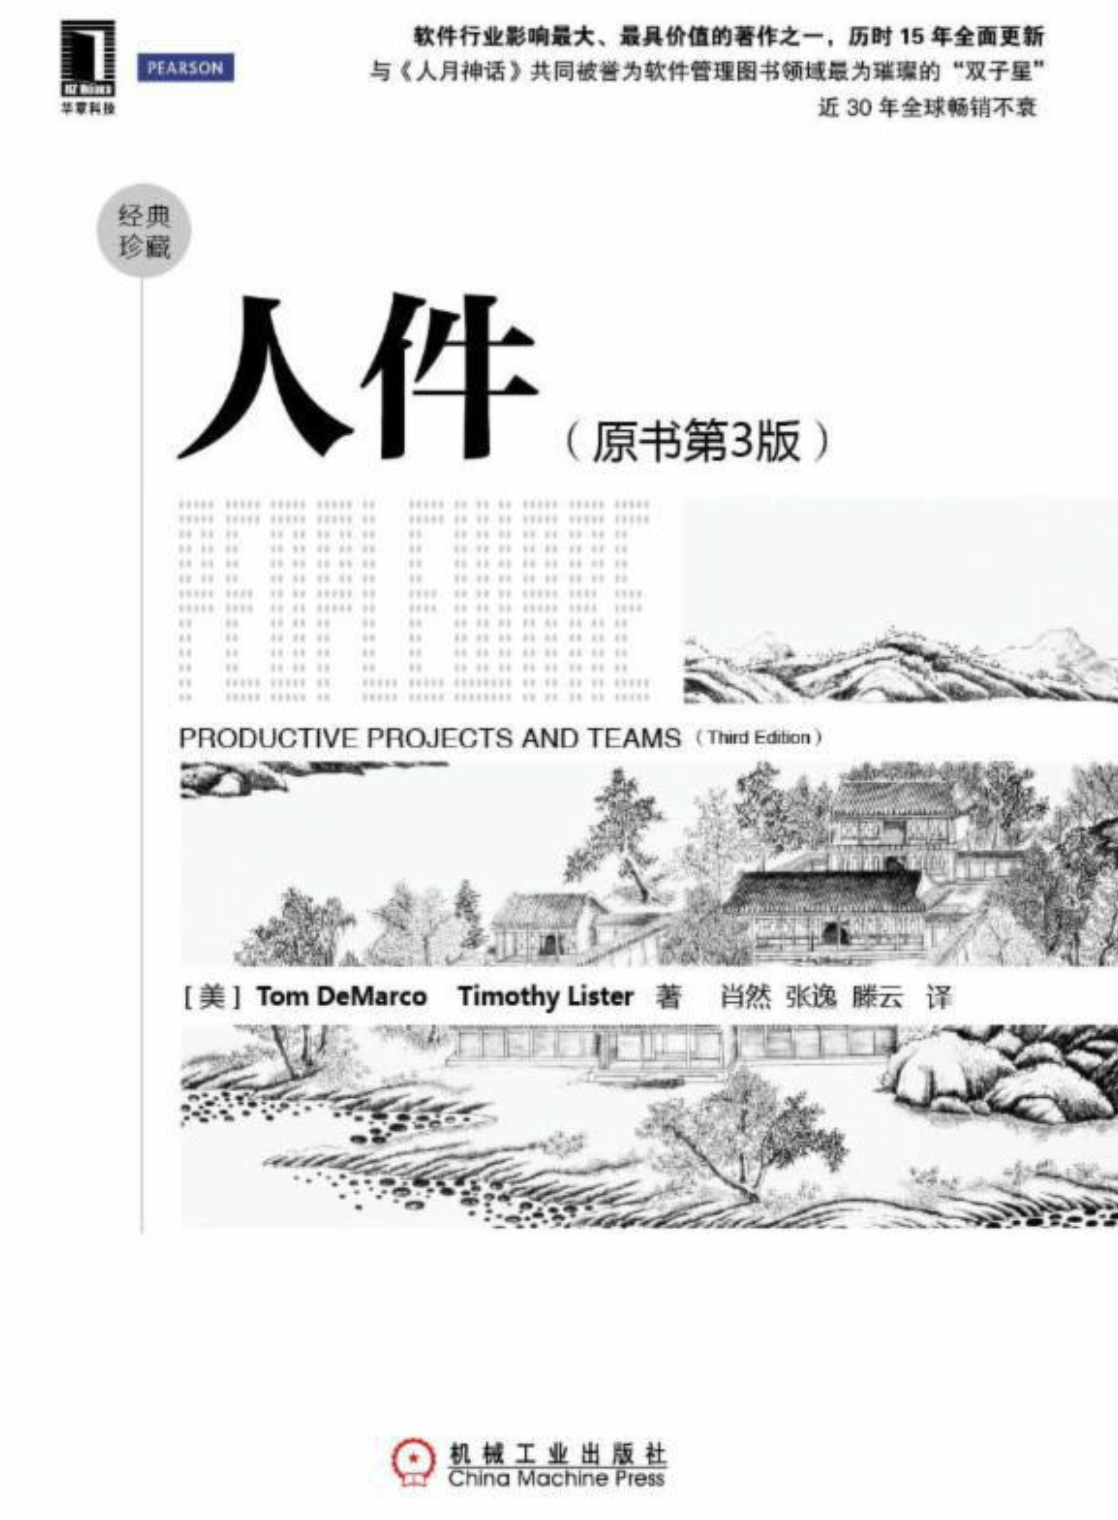 软件行业影响最大、最具价值的著作之一，历时 15 年全面更新
与《人月神话》共同被誉为软件管理图书领域最为璀璨的“双子星”
近 30 年全球畅销不衰
HZ BOOKS
华章科技
PEARSON
经典
珍藏
人件（原书第3版）
PEOPLEWARE
PRODUCTIVE PROJECTS AND TEAMS（Third Edition）
[美] Tom DeMarco Timothy Lister 著 肖然 张逸 滕云 译
机械工业出版社
China Machine Press